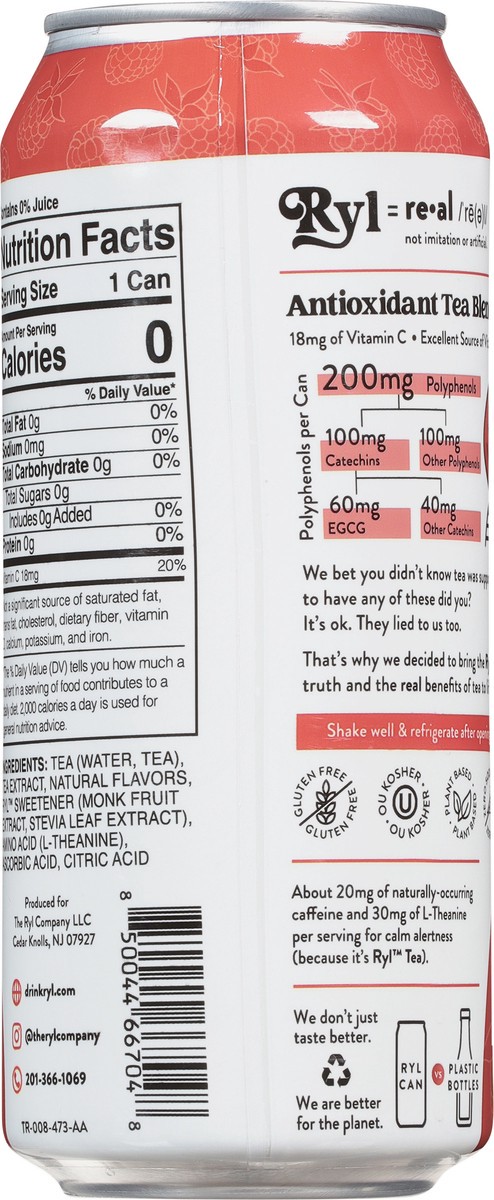 0% Juice
Nutrition Facts
Serving Size 1 Can
Amount Per Serving
Calories 0
% Daily Value*
Total Fat 0g 0%
Sodium 0mg 0%
Total Carbohydrate 0g 0%
Total Sugars 0g
Includes 0g Added
0%
Protein 0g 0%
Vitamin C 18mg 20%
a significant source of saturated fat,
fat, cholesterol, dietary fiber, vitamin
calcium, potassium, and iron.
The % Daily Value (DV) tells you how much a
nutrient in a serving of food contributes to a
daily diet. 2,000 calories a day is used for
general nutrition advice.
INGREDIENTS: TEA (WATER, TEA),
TEA EXTRACT, NATURAL FLAVORS,
RYL™ SWEETENER (MONK FRUIT
EXTRACT, STEVIA LEAF EXTRACT),
AMINO ACID (L-THEANINE),
ASCORBIC ACID, CITRIC ACID
Produced for
The Ryl Company LLC
Cedar Knolls, NJ 07927
drinkryl.com
@therylcompany
201-366-1069
TR-008-473-AA
8 50044 66704 8
Ryl = re•al /ˈrē(ə)l/
not imitation or artificial
Antioxidant Tea Blend
18mg of Vitamin C • Excellent Source of
Polyphenols per Can
200mg Polyphenols
100mg Catechins
100mg Other Polyphenols
60mg EGCG
40mg Other Catechins
We bet you didn't know tea was
to have any of these did you?
It's ok. They lied to us too.
That's why we decided to bring the
truth and the real benefits of tea to
Shake well & refrigerate after opening
GLUTEN FREE GLUTEN FREE
OU KOSHER OU KOSHER
U
PLANT BASED PLANT BASED
About 20mg of naturally-occurring
caffeine and 30mg of L-Theanine
per serving for calm alertness
(because it's Ryl™ Tea).
We don't just
taste better.
We are better
for the planet.
RYL
CAN
VS
PLASTIC
BOTTLES